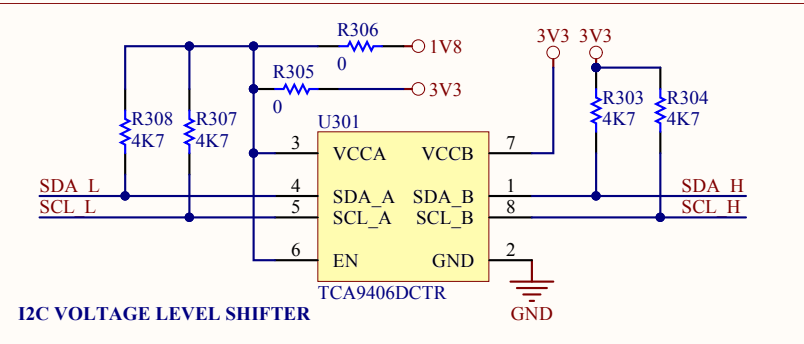 R306
1V8
0
3V3 3V3
R305
3V3
0
R308
4K7
R307
4K7
R303
4K7
R304
4K7
U301
3 VCCA VCCB 7
SDA_L 4 SDA_A SDA_B 1 SDA_H
SCL_L 5 SCL_A SCL_B 8 SCL_H
6 EN GND 2
TCA9406DCTR
GND
I2C VOLTAGE LEVEL SHIFTER